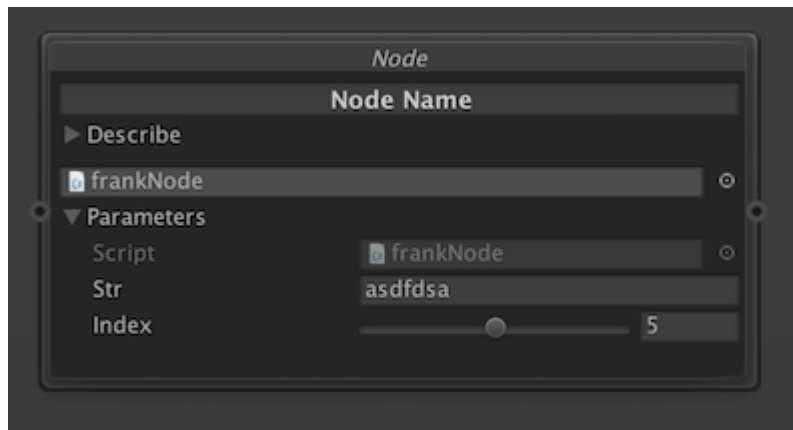 Node
Node Name
Describe
frankNode
Parameters
Script frankNode
Str asdfdsa
Index 5